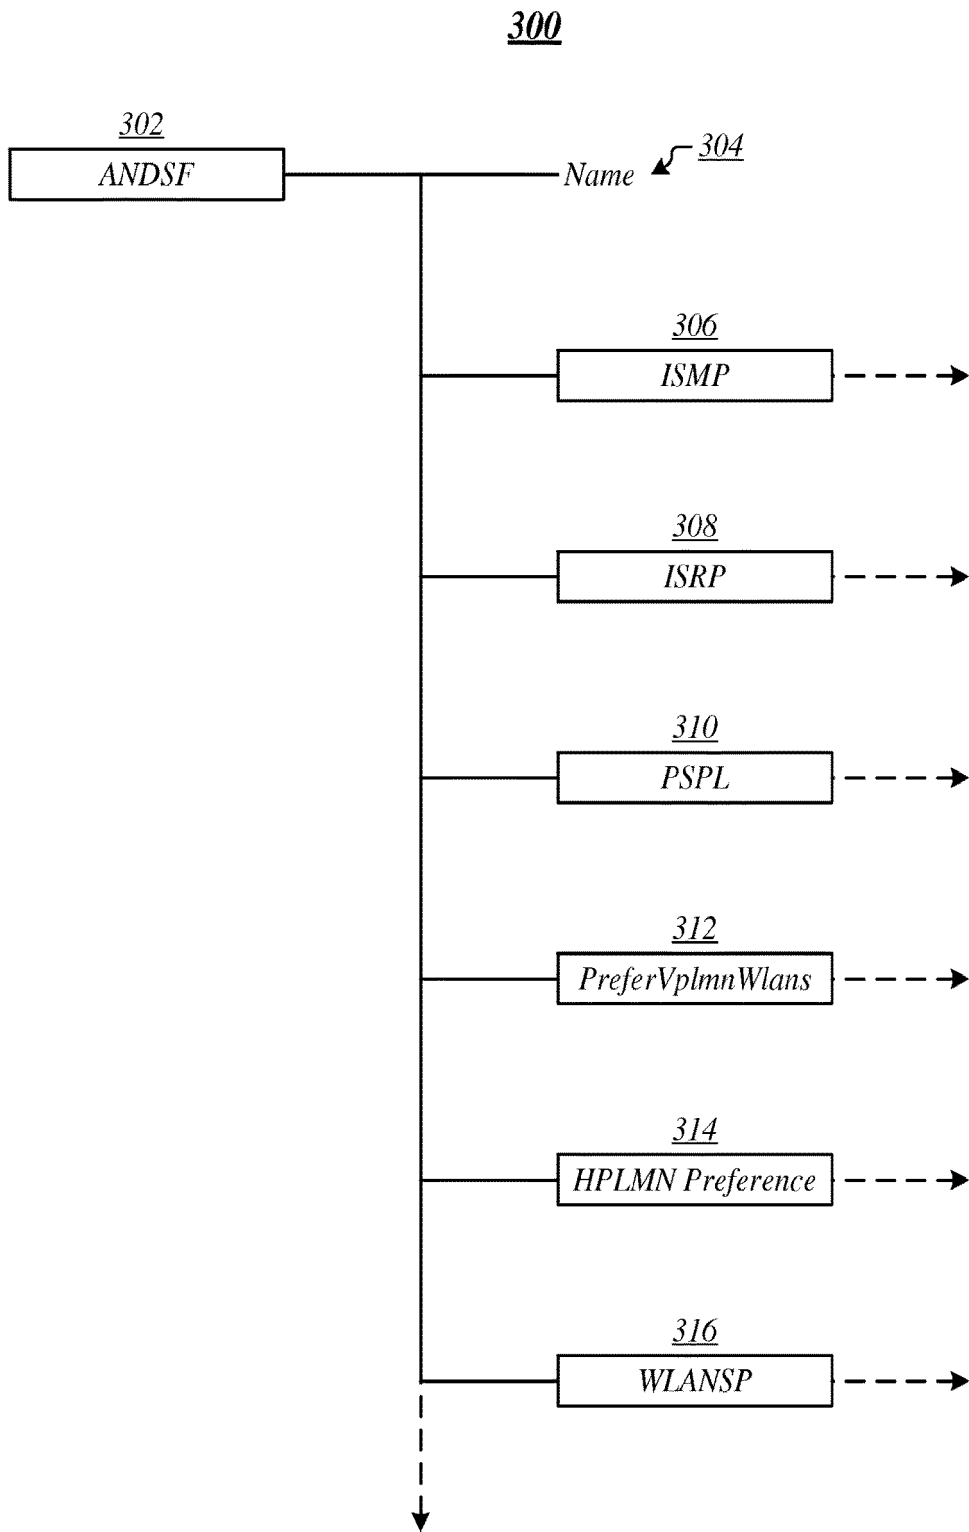 300
302
ANDSF
Name
304
306
ISMP
308
ISRP
310
PSPL
312
PreferVplmnWlans
314
HPLMN Preference
316
WLANSP